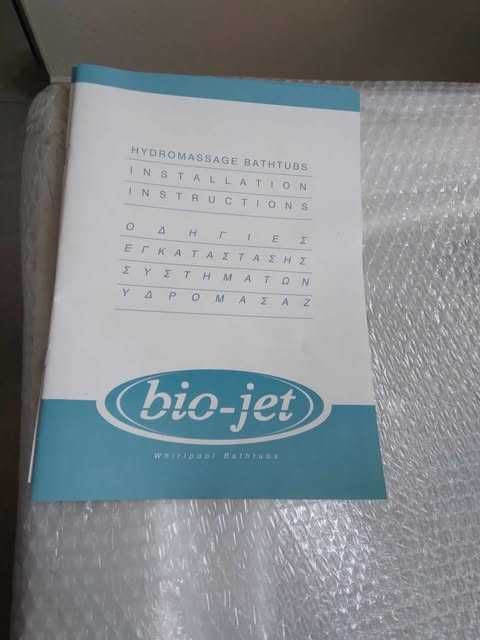 HYDROMASSAGE BATHTUBS
INSTALLATION
INSTRUCTIONS
ΟΔΗΓΙΕΣ
ΕΓΚΑΤΑΣΤΑΣΗΣ
ΣΥΣΤΗΜΑΤΩΝ
ΥΔΡΟΜΑΣΑΖ
bio-jet
Whirlpool Bathtubs